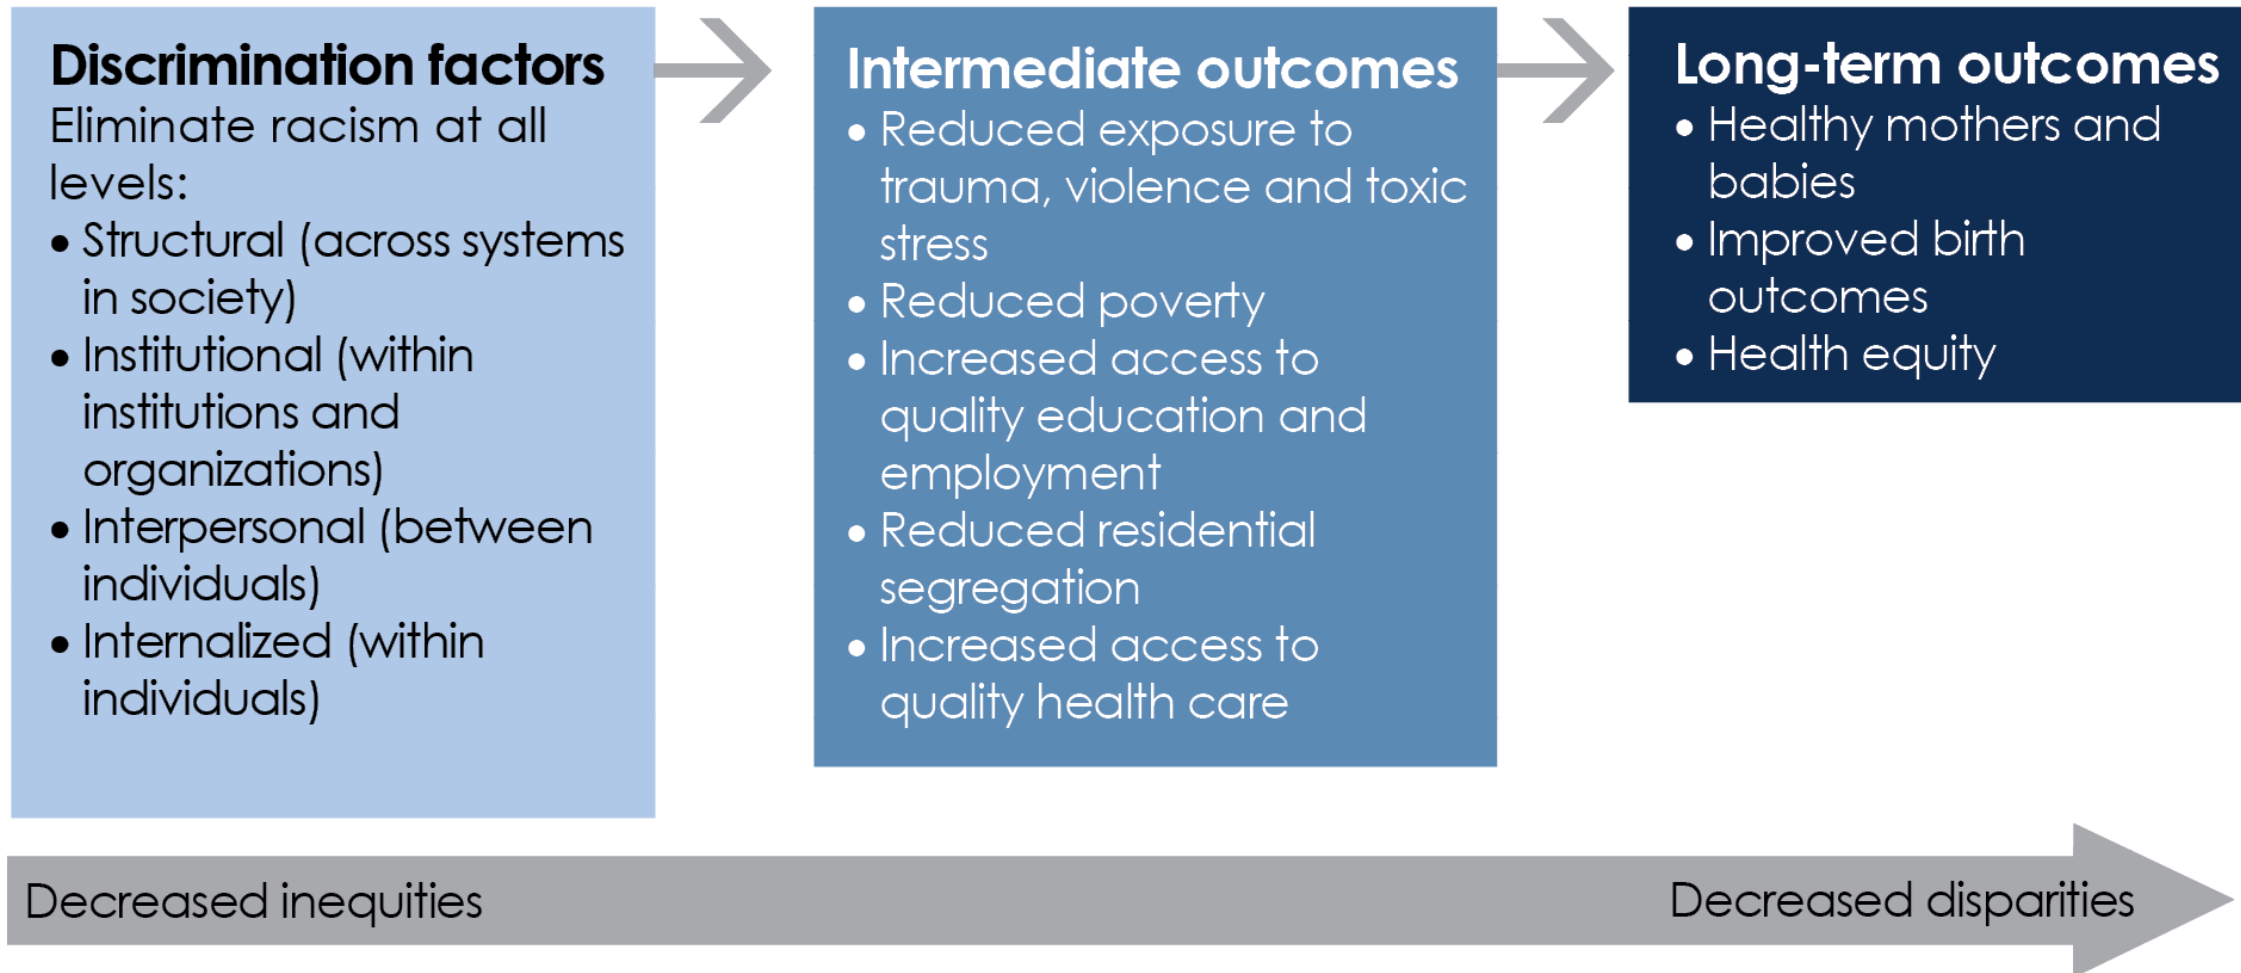 Discrimination factors
Eliminate racism at all
levels:
• Structural (across systems
in society)
• Institutional (within
institutions and
organizations)
• Interpersonal (between
individuals)
• Internalized (within
individuals)
Intermediate outcomes
• Reduced exposure to
trauma, violence and toxic
stress
• Reduced poverty
• Increased access to
quality education and
employment
• Reduced residential
segregation
• Increased access to
quality health care
Long-term outcomes
• Healthy mothers and
babies
• Improved birth
outcomes
• Health equity
Decreased inequities
Decreased disparities